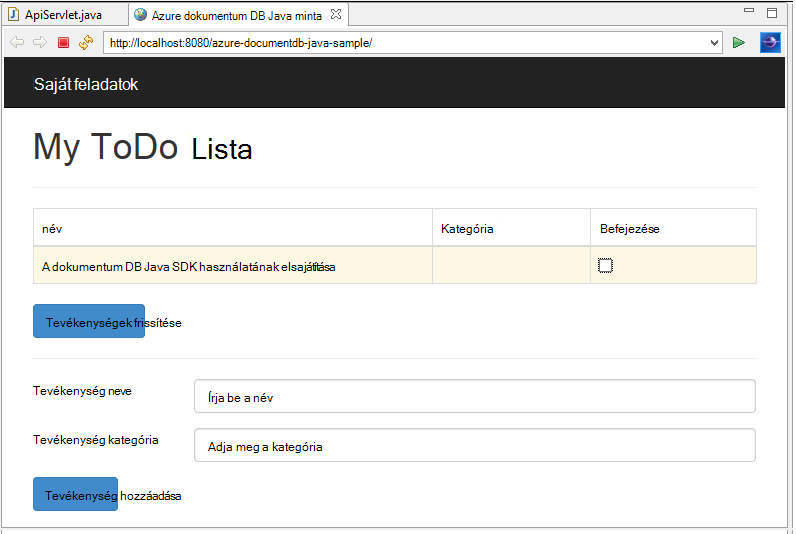 ApiServlet.java Azure dokumentum DB Java minta
http://localhost:8080/azure-documentdb-java-sample/
Saját feladatok
My ToDo Lista
név Kategória Befejezése
A dokumentum DB Java SDK használatának elsajátítása
Tevékenységek frissítése
Tevékenység neve Írja be a név
Tevékenység kategória Adja meg a kategória
Tevékenység hozzáadása